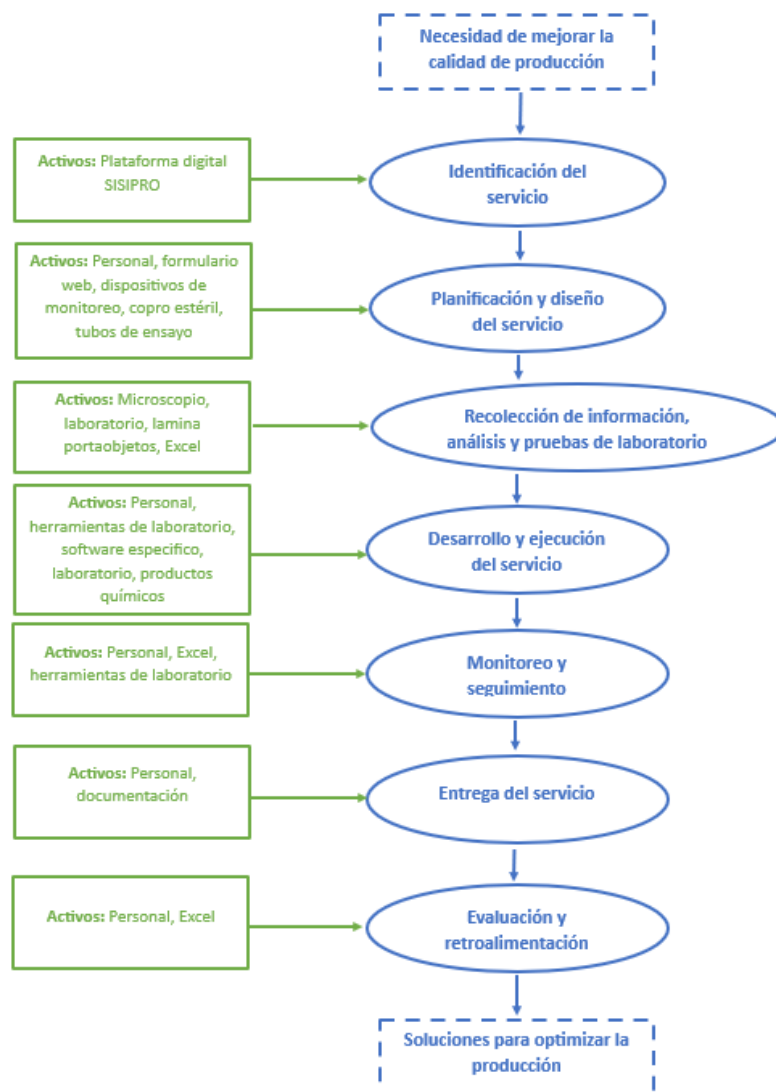 Necesidad de mejorar la
calidad de producción
Activos: Plataforma digital
SISIPRO
Identificación del
servicio
Activos: Personal, formulario
web, dispositivos de
monitoreo, copro estéril,
tubos de ensayo
Planificación y diseño
del servicio
Activos: Microscopio,
laboratorio, lamina
portaobjetos, Excel
Recolección de información,
análisis y pruebas de laboratorio
Activos: Personal,
herramientas de laboratorio,
software especifico,
laboratorio, productos
químicos
Desarrollo y ejecución
del servicio
Activos: Personal, Excel,
herramientas de laboratorio
Monitoreo y
seguimiento
Activos: Personal,
documentación
Entrega del servicio
Activos: Personal, Excel
Evaluación y
retroalimentación
Soluciones para optimizar la
producción